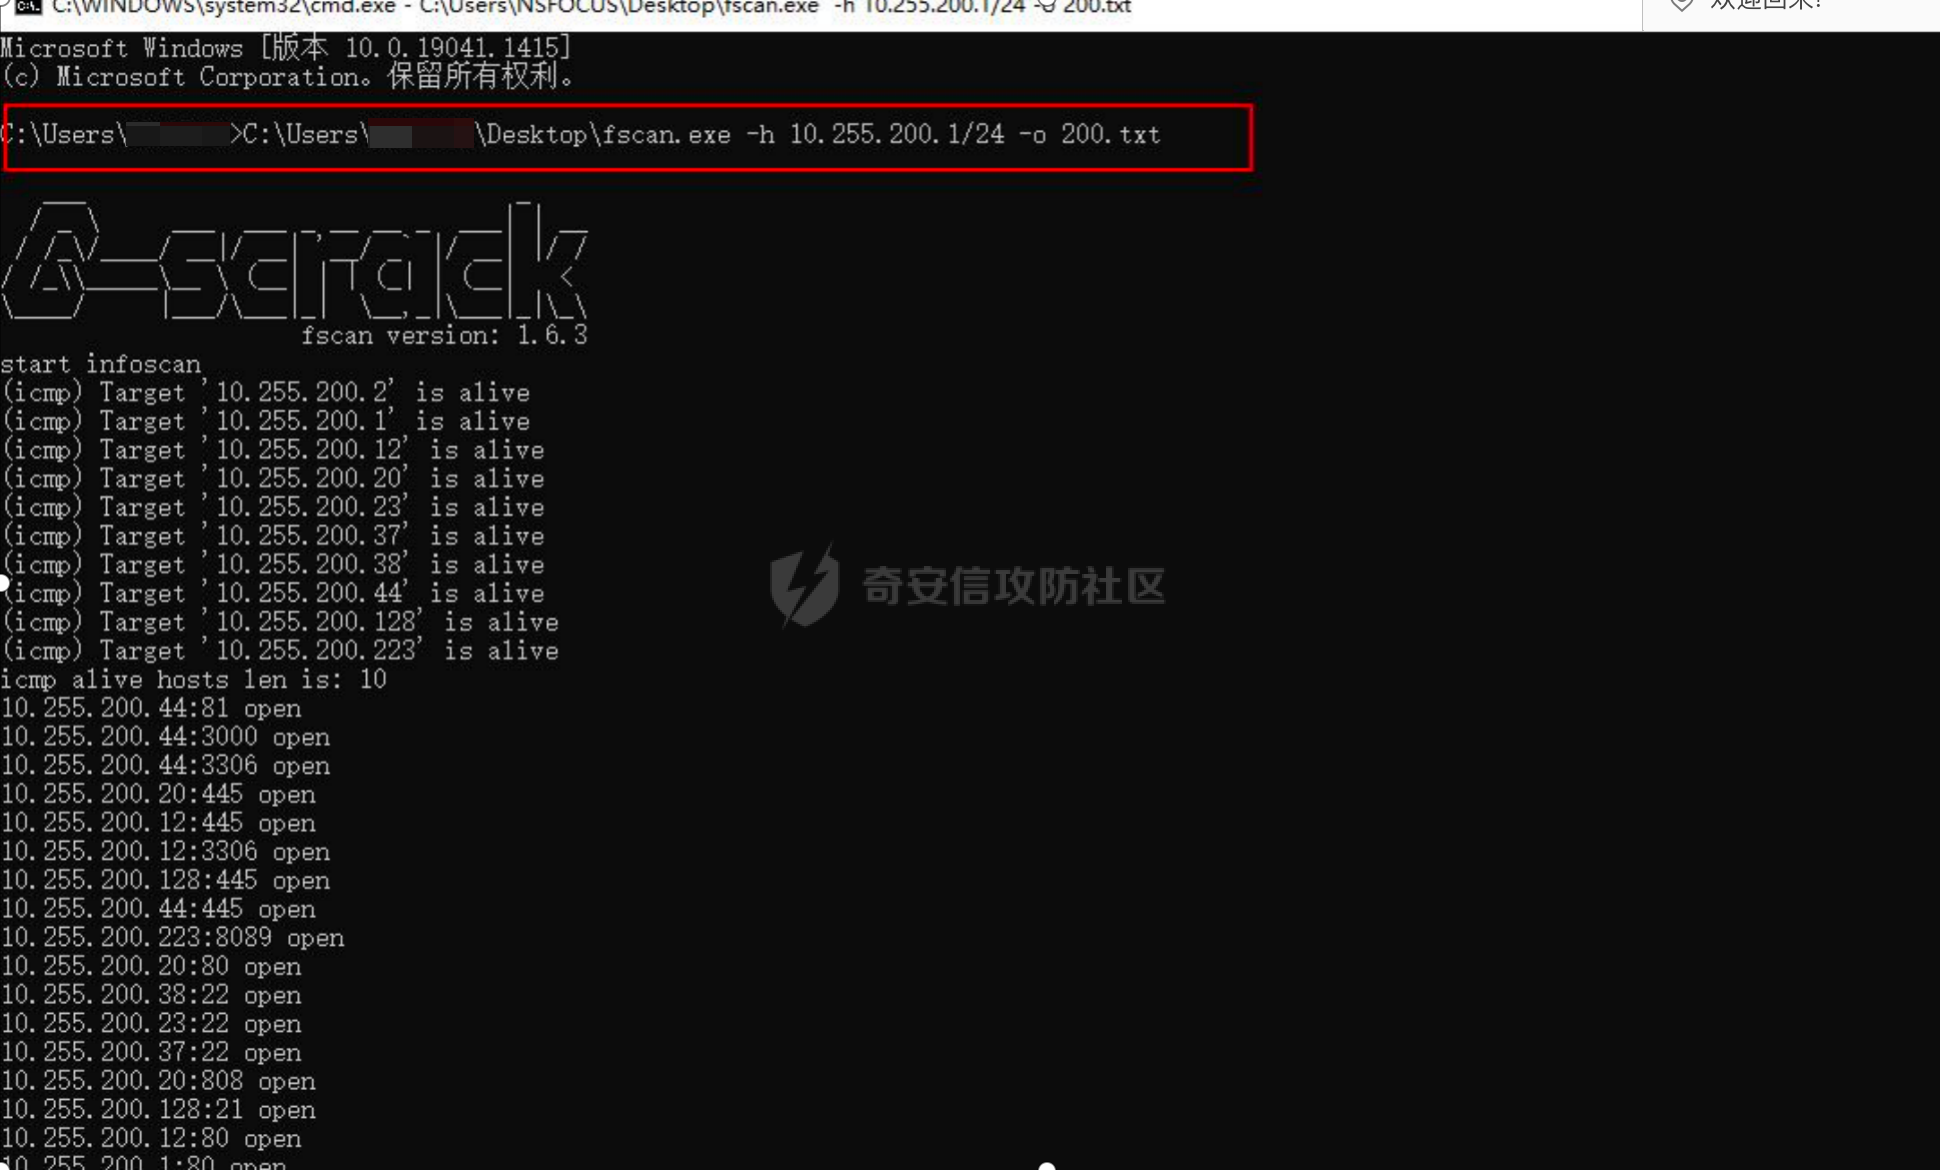 C:\WINDOWS\system32\cmd.exe - C:\Users\NSFOCUS\Desktop\fscan.exe -h 10.255.200.1/24 -o 200.txt
欢迎回来!
Microsoft Windows [版本 10.0.19041.1415]
(c) Microsoft Corporation。保留所有权利。
C:\Users\ >C:\Users\ \Desktop\fscan.exe -h 10.255.200.1/24 -o 200.txt
fscan version: 1.6.3
start infoscan
(icmp) Target '10.255.200.2' is alive
(icmp) Target '10.255.200.1' is alive
(icmp) Target '10.255.200.12' is alive
(icmp) Target '10.255.200.20' is alive
(icmp) Target '10.255.200.23' is alive
(icmp) Target '10.255.200.37' is alive
(icmp) Target '10.255.200.38' is alive
(icmp) Target '10.255.200.44' is alive
(icmp) Target '10.255.200.128' is alive
(icmp) Target '10.255.200.223' is alive
icmp alive hosts len is: 10
10.255.200.44:81 open
10.255.200.44:3000 open
10.255.200.44:3306 open
10.255.200.20:445 open
10.255.200.12:445 open
10.255.200.12:3306 open
10.255.200.128:445 open
10.255.200.44:445 open
10.255.200.223:8089 open
10.255.200.20:80 open
10.255.200.38:22 open
10.255.200.23:22 open
10.255.200.37:22 open
10.255.200.20:808 open
10.255.200.128:21 open
10.255.200.12:80 open
10.255.200.1:80 open
奇安信攻防社区